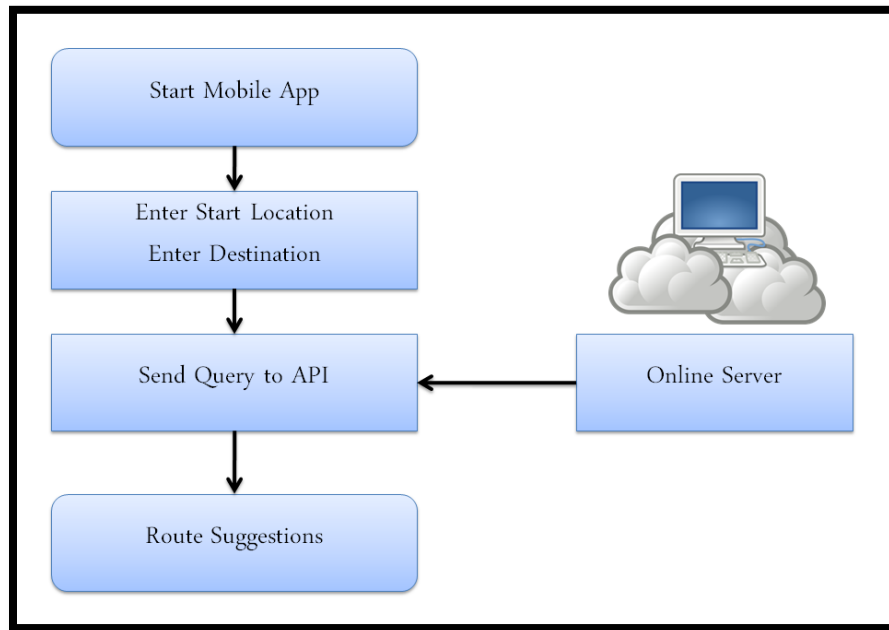 Start Mobile App
Enter Start Location
Enter Destination
Send Query to API
Online Server
Route Suggestions